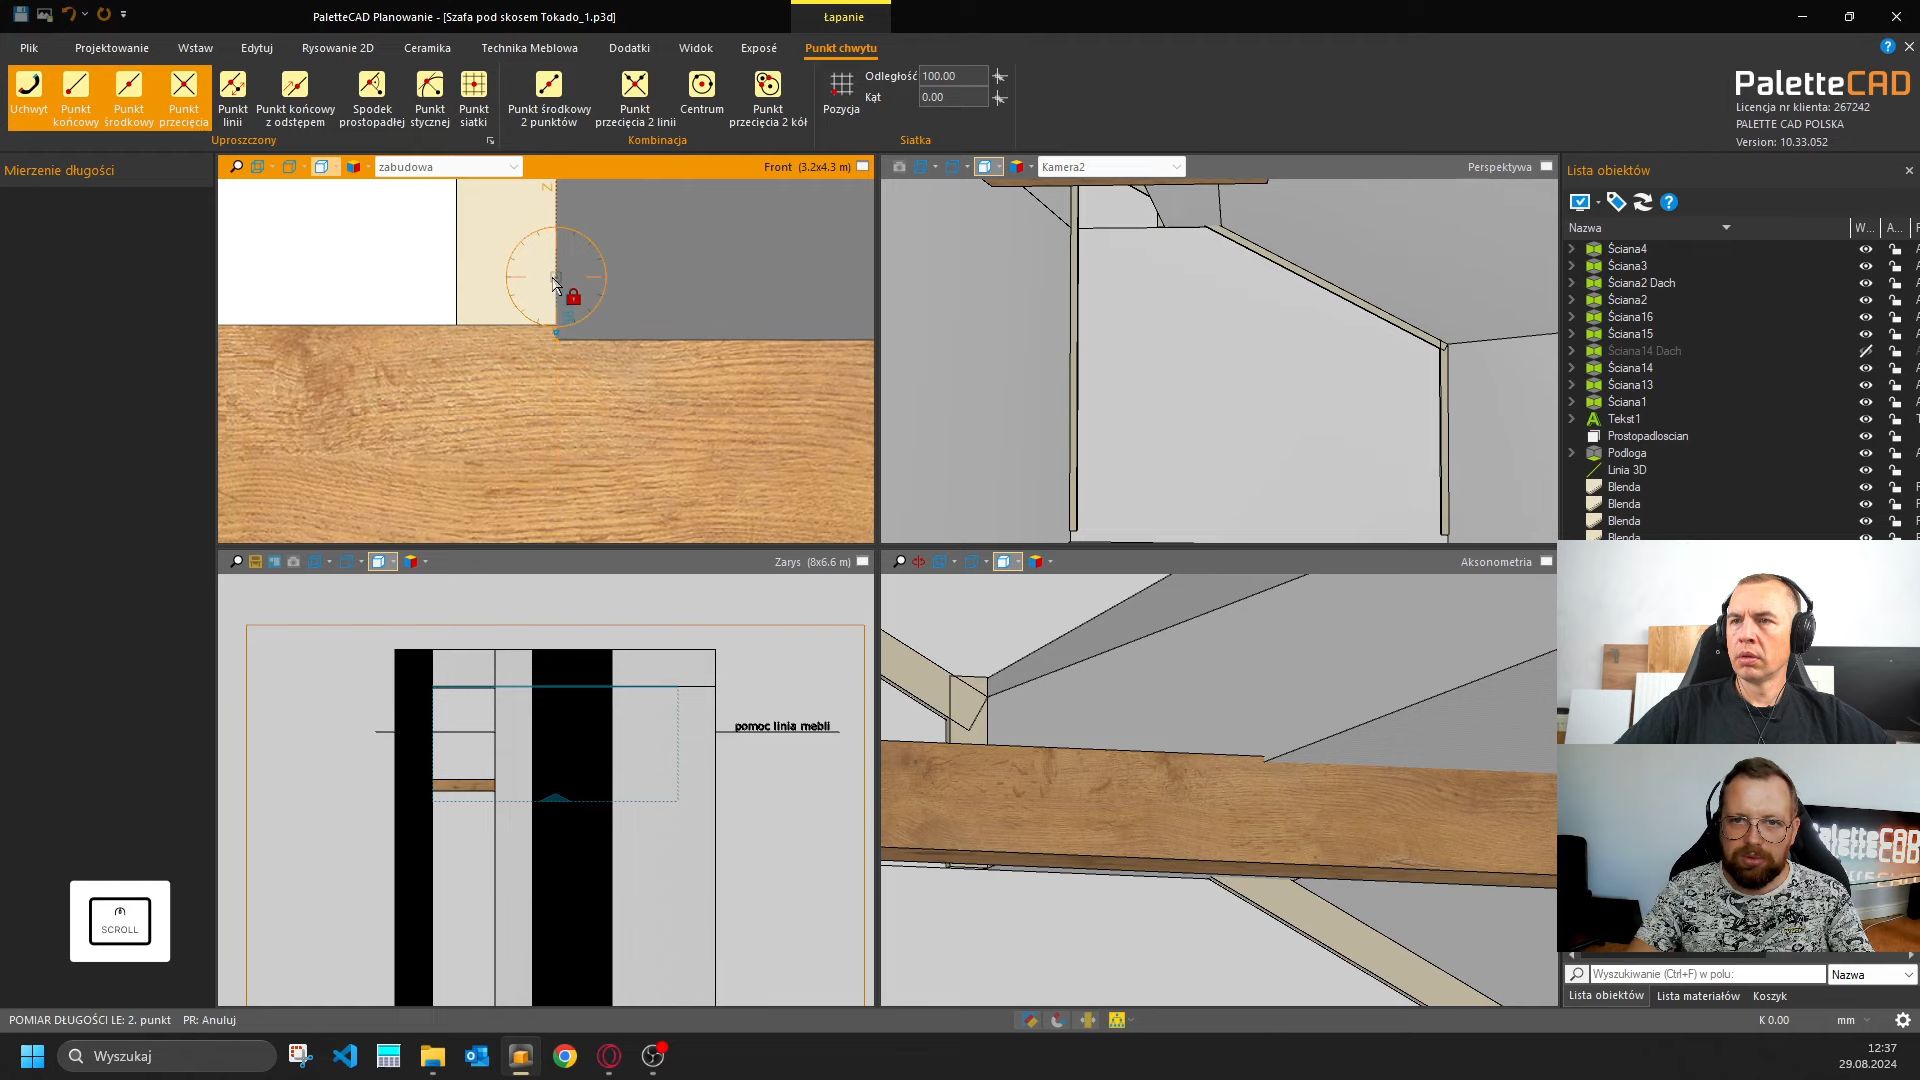 PaletteCAD Planowanie - [Szafa pod skosem Tokado_1.p3d]
Łapanie
Plik Projektowanie Wstaw Edytuj Rysowanie 2D Ceramika Technika Meblowa Dodatki Widok Exposé Punkt chwytu
Uchwyt
Punkt końcowy
Punkt środkowy
Punkt przecięcia
Punkt linii
Punkt końcowy z odstępem
Spodek prostopadłej
Punkt stycznej
Punkt siatki
Punkt środkowy 2 punktów
Punkt przecięcia 2 linii
Centrum
Punkt przecięcia 2 kół
Pozycja
Odległość 100.00
Kąt 0.00
Uproszczony Kombinacja Siatka
PaletteCAD
Licencja nr klienta: 267242
PALETTE CAD POLSKA
Version: 10.33.052
Mierzenie długości
zabudowa
Front (3.2x4.3 m)
Kamera2
Perspektywa
Lista obiektów
Nazwa W... A...
Ściana4
Ściana3
Ściana2 Dach
Ściana2
Ściana16
Ściana15
Ściana14 Dach
Ściana14
Ściana13
Ściana1
Tekst1
Prostopadloscian
Podloga
Linia 3D
Blenda
Blenda
Blenda
Blenda
Z
Zarys (8x6.6 m)
Aksonometria
pomoc linia mebli
SCROLL
PaletteCAD
Wyszukiwanie (Ctrl+F) w polu: Nazwa
Lista obiektów Lista materiałów Koszyk
POMIAR DŁUGOŚCI LE: 2. punkt PR: Anuluj
K 0.00 mm
Wyszukaj
12:37
29.08.2024